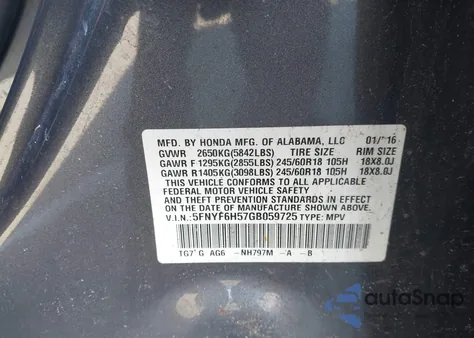 MFD. BY HONDA MFG. OF ALABAMA, LLC 01/16
GVWR 2650KG(5842LBS) TIRE SIZE RIM SIZE
GAWR F 1295KG(2855LBS) 245/60R18 105H 18X8.0J
GAWR R 1405KG(3098LBS) 245/60R18 105H 18X8.0J
THIS VEHICLE CONFORMS TO ALL APPLICABLE
FEDERAL MOTOR VEHICLE SAFETY
STANDARDS IN EFFECT ON THE
DATE OF MANUFACTURE SHOWN ABOVE.
V.I.N.: 5FNYF6H57GB059725 TYPE: MPV
TG7 G AG6 -NH797M -A -B
autoSnap